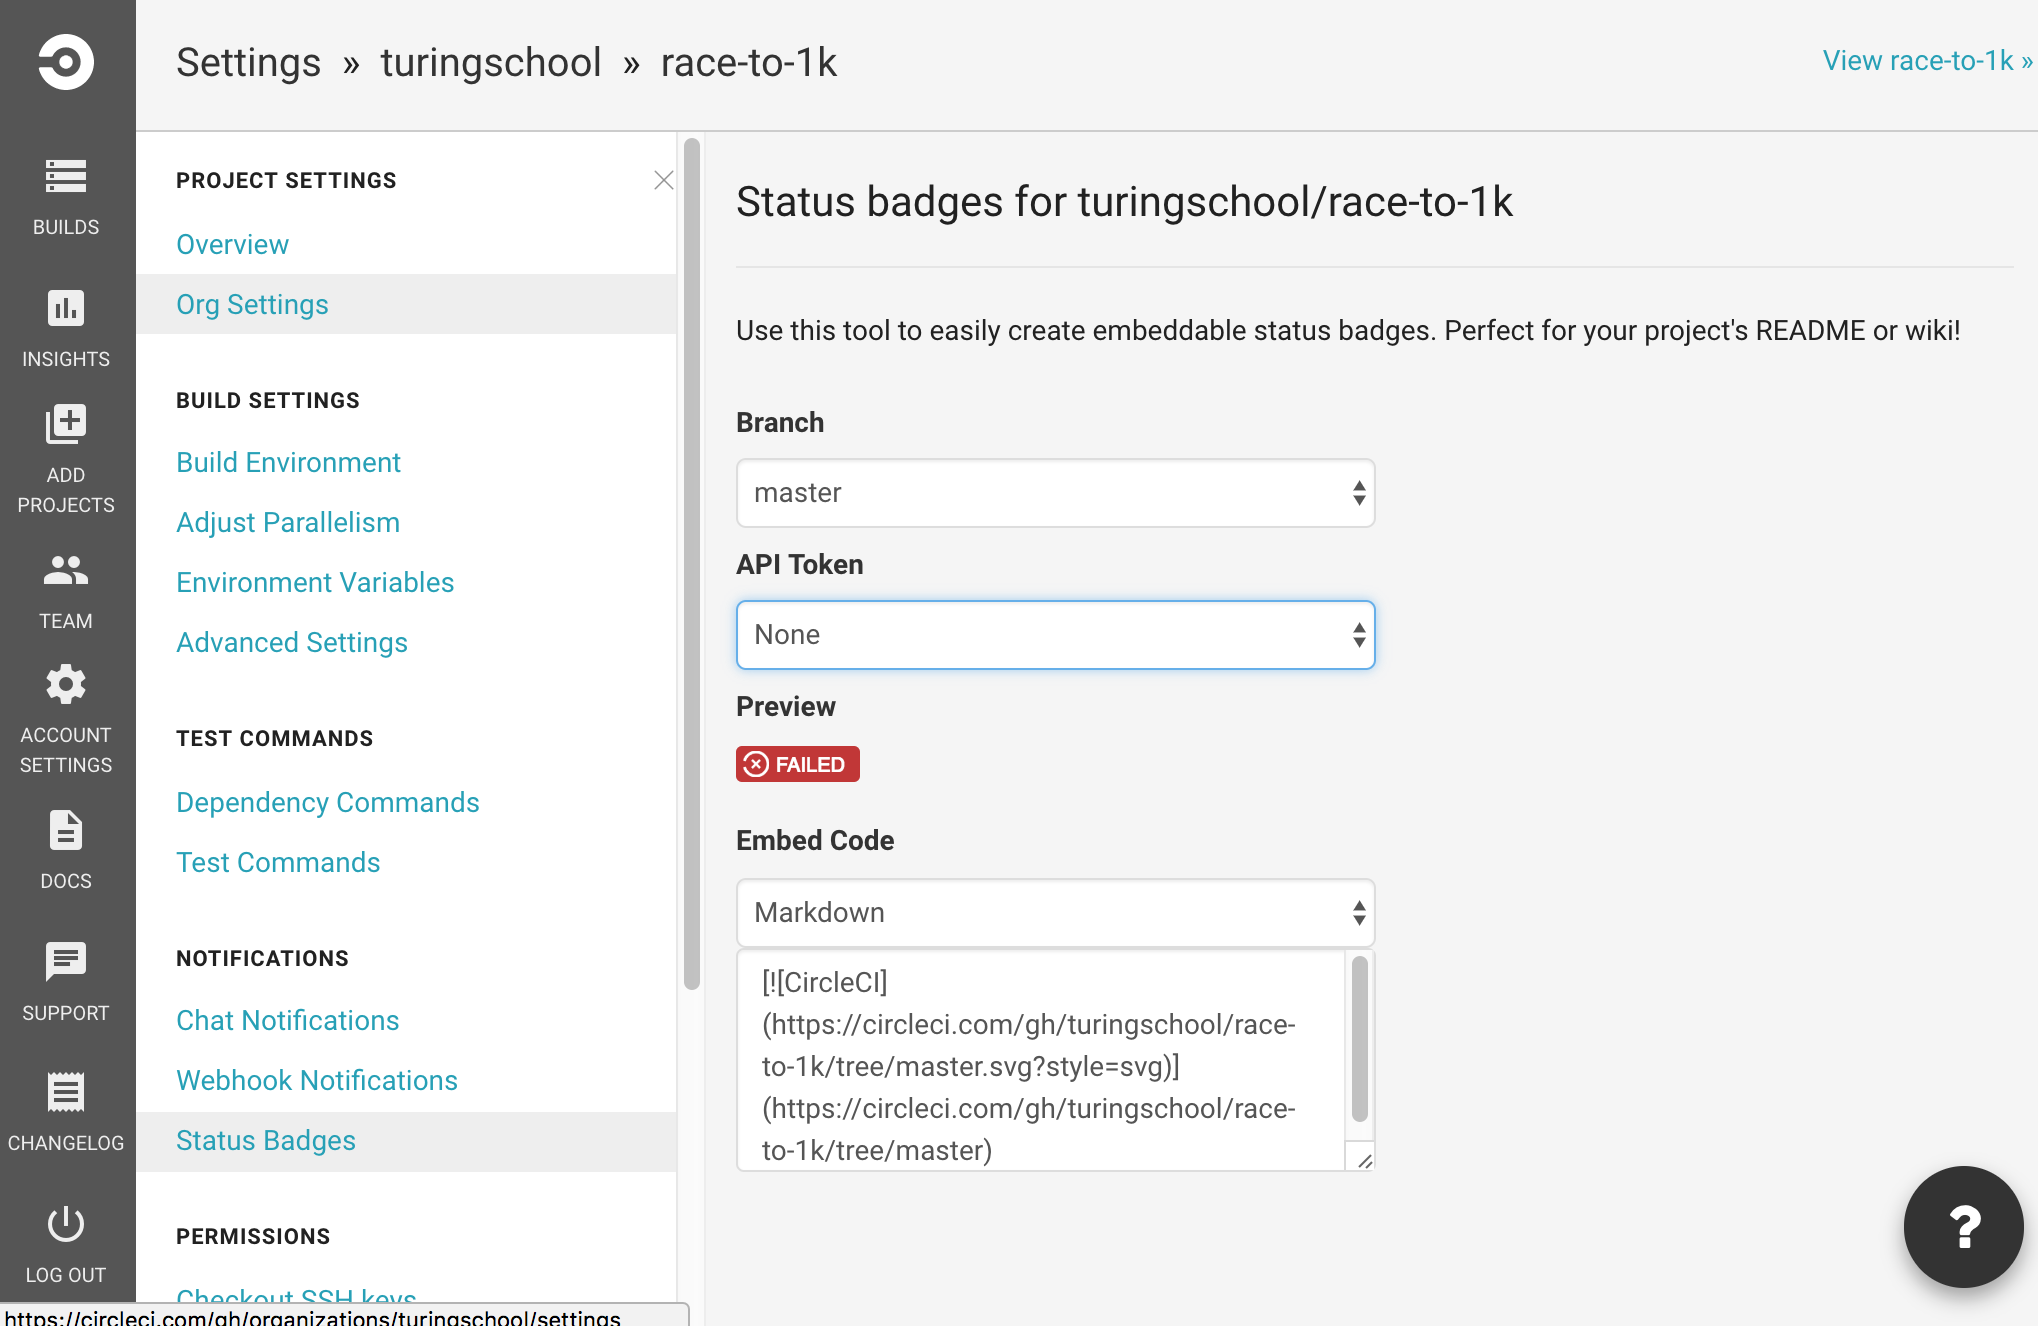 Settings » turingschool » race-to-1k
View race-to-1k »
BUILDS
INSIGHTS
ADD
PROJECTS
TEAM
ACCOUNT
SETTINGS
DOCS
SUPPORT
CHANGELOG
LOG OUT
PROJECT SETTINGS
Overview
Org Settings
BUILD SETTINGS
Build Environment
Adjust Parallelism
Environment Variables
Advanced Settings
TEST COMMANDS
Dependency Commands
Test Commands
NOTIFICATIONS
Chat Notifications
Webhook Notifications
Status Badges
PERMISSIONS
Checkout SSH keys
https://circleci.com/gh/organizations/turingschool/settings
Status badges for turingschool/race-to-1k
Use this tool to easily create embeddable status badges. Perfect for your project's README or wiki!
Branch
master
API Token
None
Preview
FAILED
Embed Code
Markdown
[![CircleCI]
(https://circleci.com/gh/turingschool/race-
to-1k/tree/master.svg?style=svg)]
(https://circleci.com/gh/turingschool/race-
to-1k/tree/master)
?